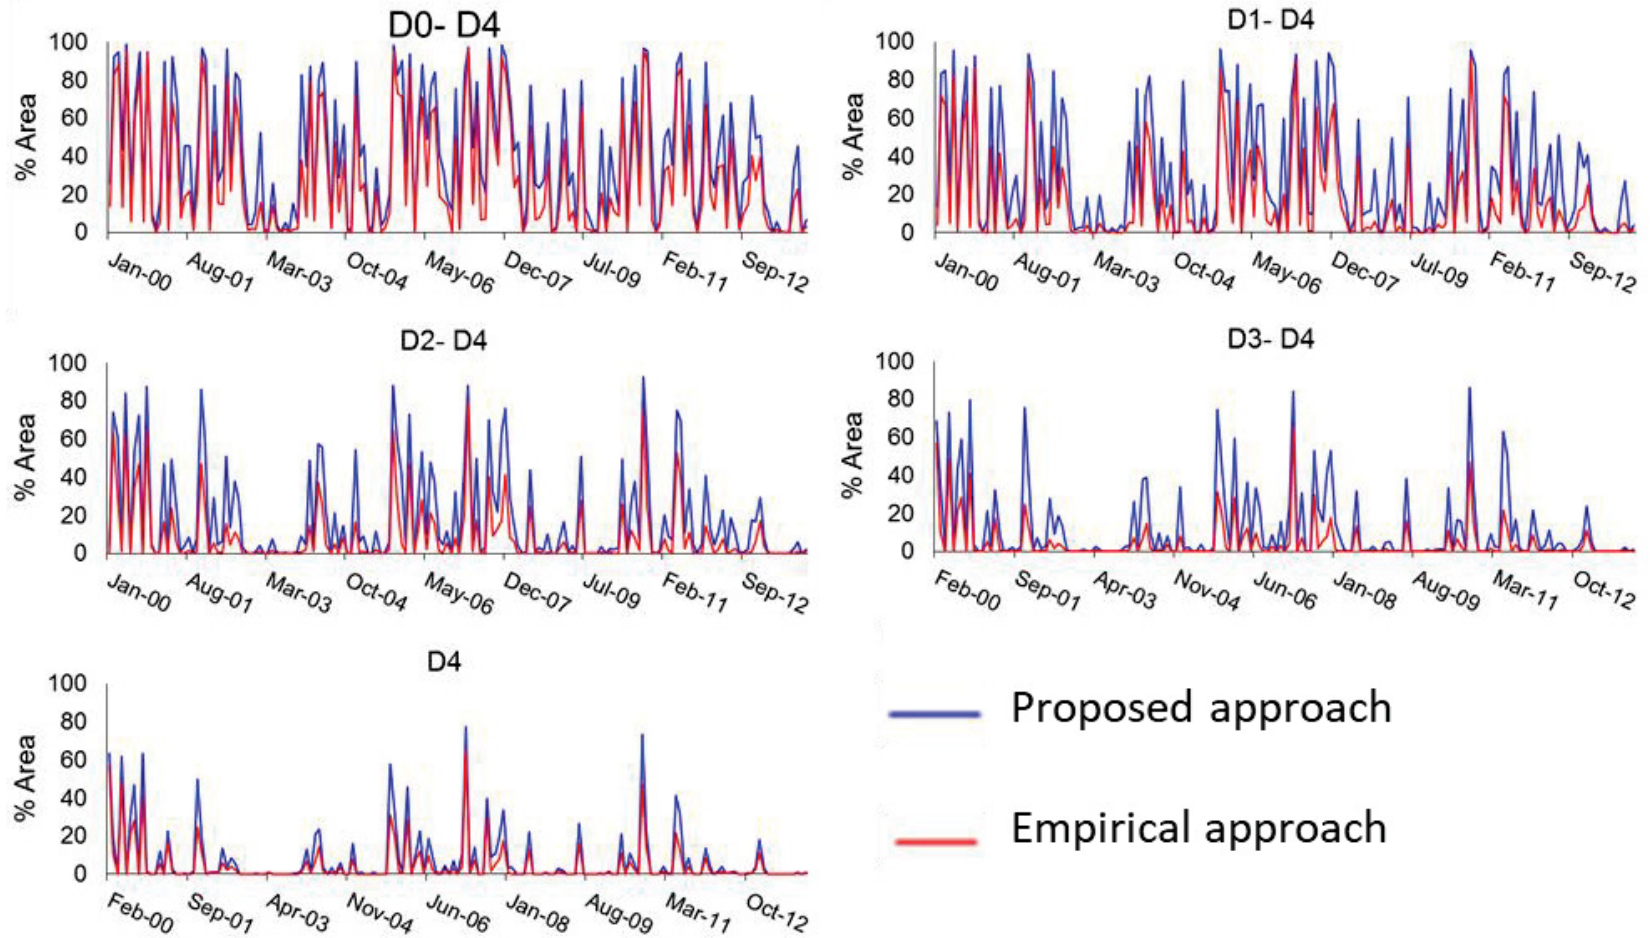 D0- D4
% Area
100
80
60
40
20
0
Jan-00 Aug-01 Mar-03 Oct-04 May-06 Dec-07 Jul-09 Feb-11 Sep-12
D1- D4
% Area
100
80
60
40
20
0
Jan-00 Aug-01 Mar-03 Oct-04 May-06 Dec-07 Jul-09 Feb-11 Sep-12
D2- D4
% Area
100
80
60
40
20
0
Jan-00 Aug-01 Mar-03 Oct-04 May-06 Dec-07 Jul-09 Feb-11 Sep-12
D3- D4
% Area
100
80
60
40
20
0
Feb-00 Sep-01 Apr-03 Nov-04 Jun-06 Jan-08 Aug-09 Mar-11 Oct-12
D4
% Area
100
80
60
40
20
0
Feb-00 Sep-01 Apr-03 Nov-04 Jun-06 Jan-08 Aug-09 Mar-11 Oct-12
Proposed approach
Empirical approach